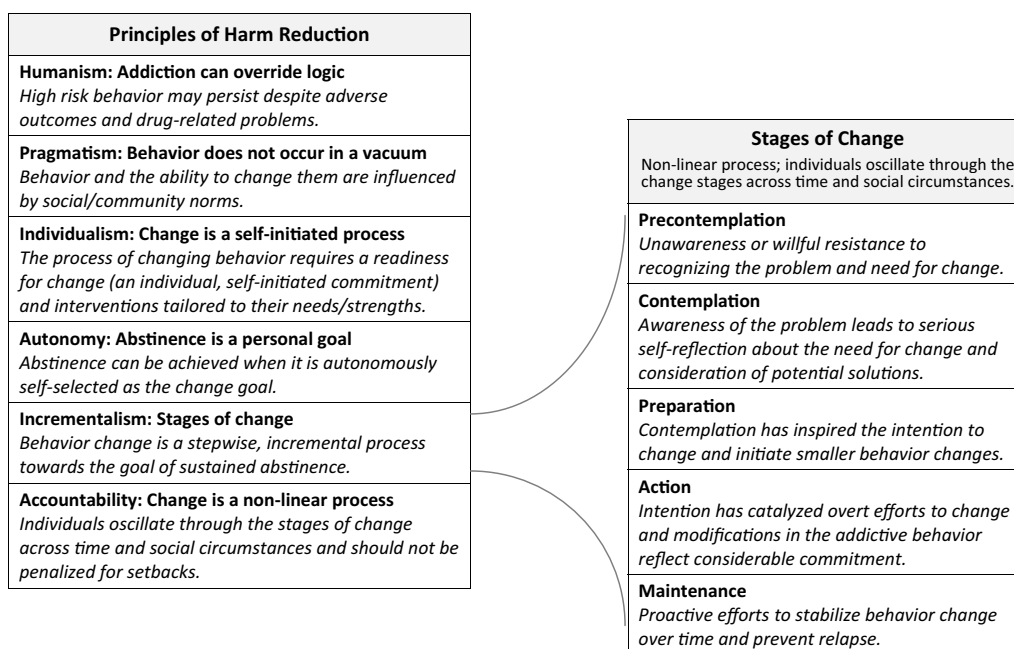 Principles of Harm Reduction
Humanism: Addiction can override logic
High risk behavior may persist despite adverse
outcomes and drug-related problems.
Pragmatism: Behavior does not occur in a vacuum
Behavior and the ability to change them are influenced
by social/community norms.
Individualism: Change is a self-initiated process
The process of changing behavior requires a readiness
for change (an individual, self-initiated commitment)
and interventions tailored to their needs/strengths.
Autonomy: Abstinence is a personal goal
Abstinence can be achieved when it is autonomously
self-selected as the change goal.
Incrementalism: Stages of change
Behavior change is a stepwise, incremental process
towards the goal of sustained abstinence.
Accountability: Change is a non-linear process
Individuals oscillate through the stages of change
across time and social circumstances and should not be
penalized for setbacks.
Stages of Change
Non-linear process; individuals oscillate through the
change stages across time and social circumstances.
Precontemplation
Unawareness or willful resistance to
recognizing the problem and need for change.
Contemplation
Awareness of the problem leads to serious
self-reflection about the need for change and
consideration of potential solutions.
Preparation
Contemplation has inspired the intention to
change and initiate smaller behavior changes.
Action
Intention has catalyzed overt efforts to change
and modifications in the addictive behavior
reflect considerable commitment.
Maintenance
Proactive efforts to stabilize behavior change
over time and prevent relapse.